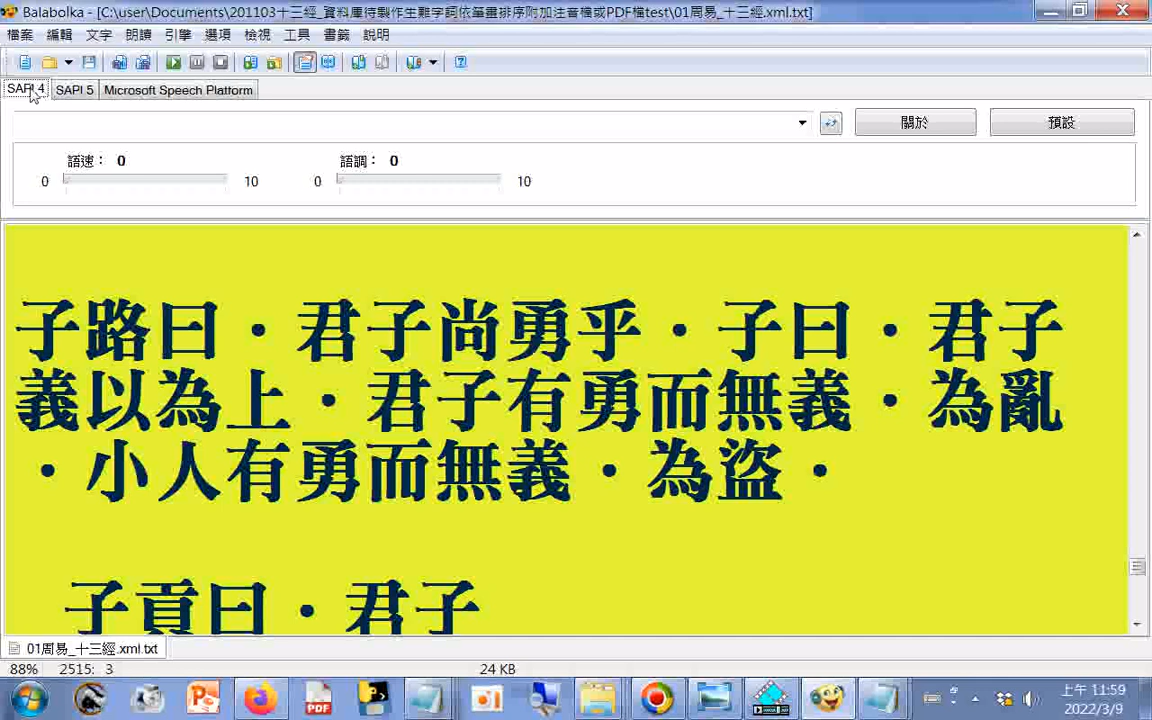 Balabolka - [C:\user\Documents\201103十三經_資料庫待製作生難字詞依筆畫排序附加注音檔或PDF檔test\01周易_十三經.xml.txt]
檔案 編輯 文字 朗讀 引擎 選項 檢視 工具 書籤 說明
SAPI 4 SAPI 5 Microsoft Speech Platform
關於 預設
語速： 0 語調： 0
0 10 0 10
子路曰．君子尚勇乎．子曰．君子
義以為上．君子有勇而無義．為亂
．小人有勇而無義．為盜．
子貢曰．君子
01周易_十三經.xml.txt
88% 2515: 3 24 KB
PDF
上午 11:59
2022/3/9